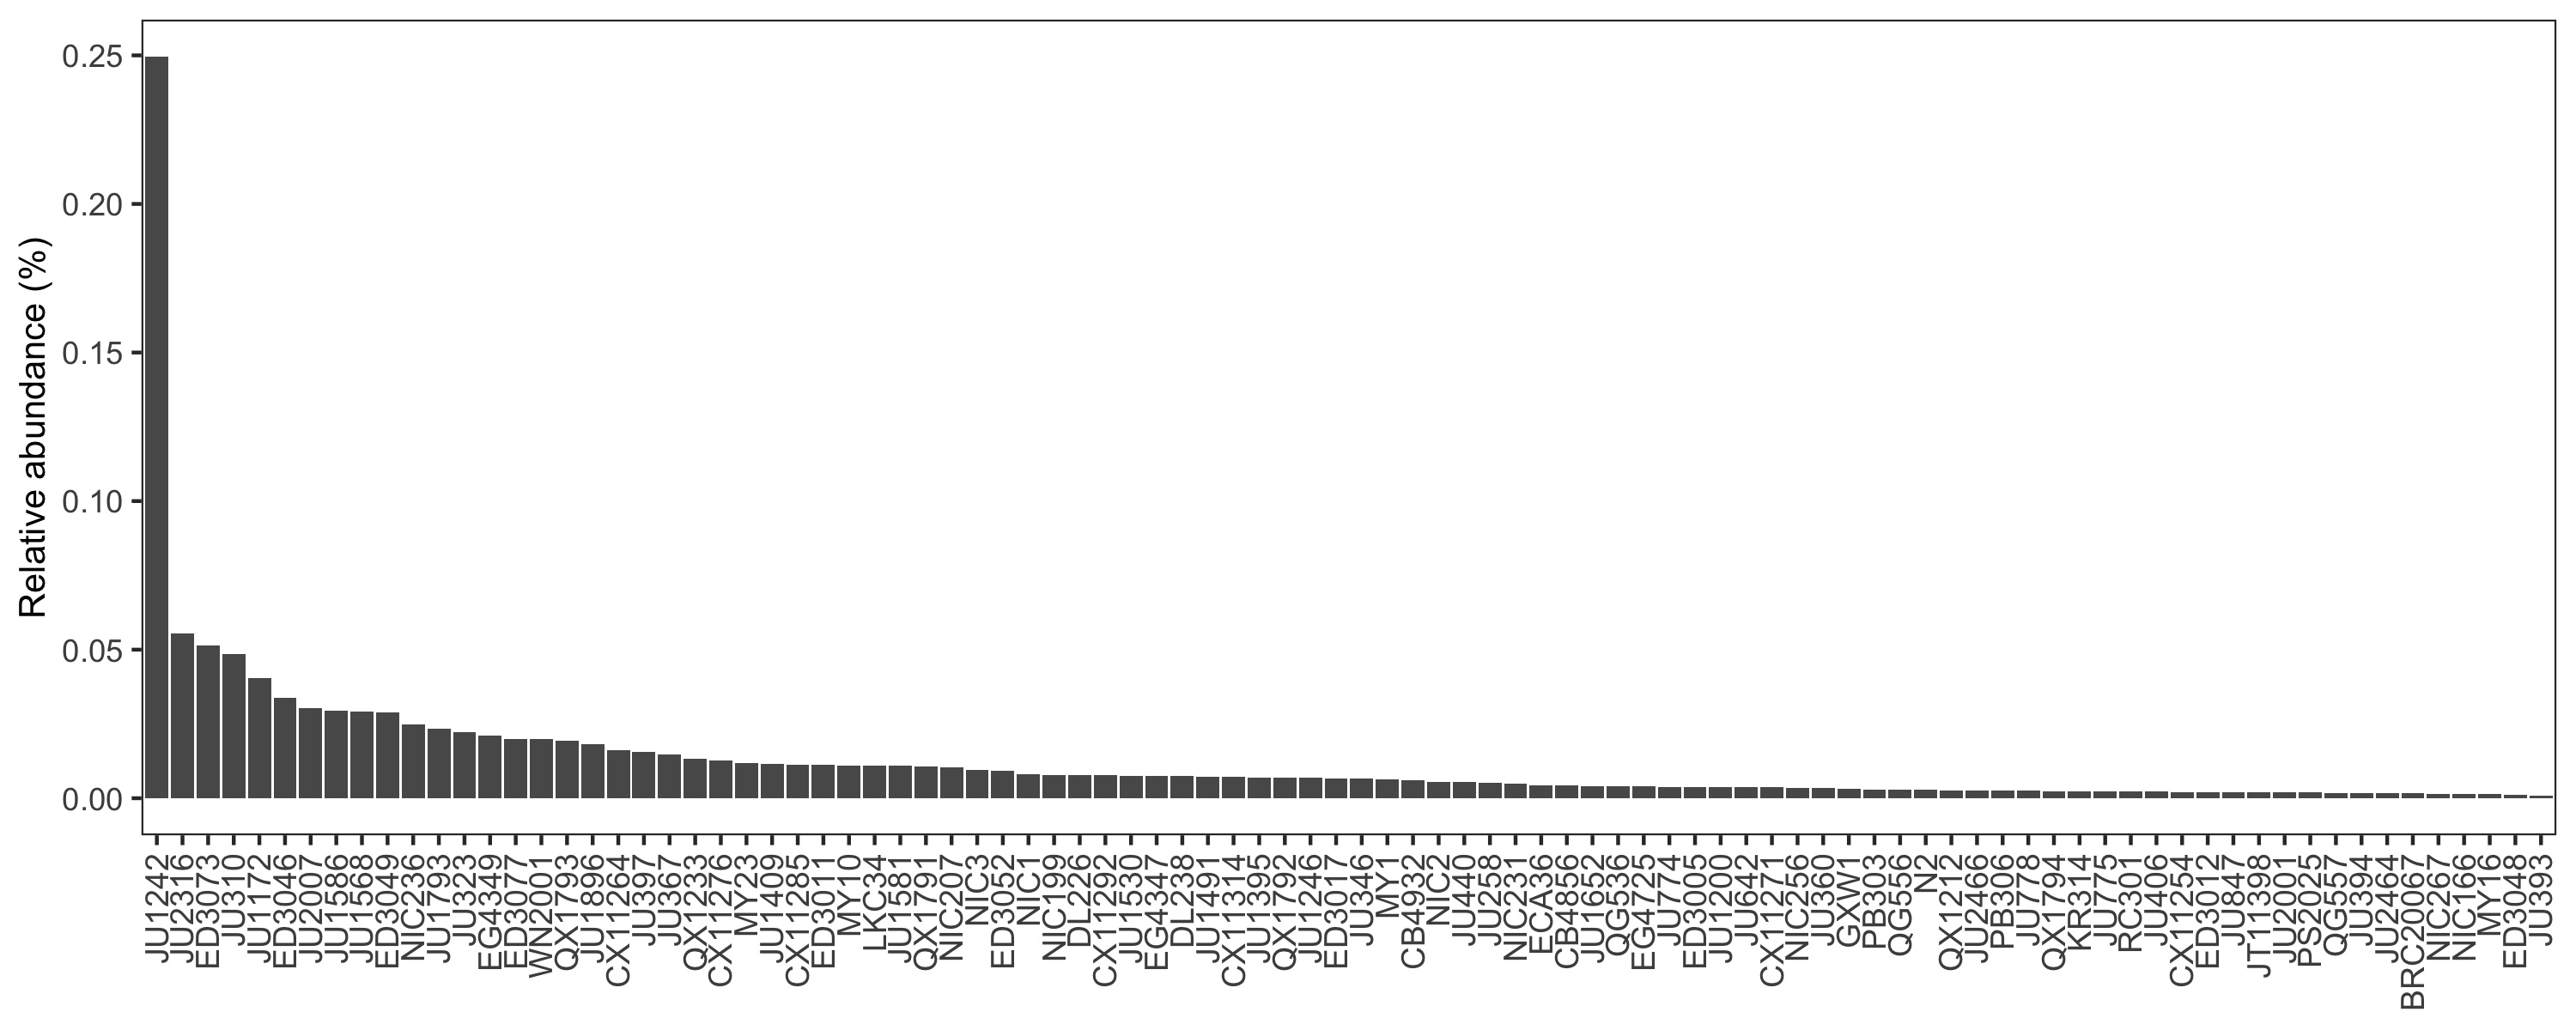 Relative abundance (%)
0.25
0.20
0.15
0.10
0.05
0.00
JU1242
JU2316
ED3073
JU310
JU1172
ED3046
JU2007
JU1586
JU1568
ED3049
NIC236
JU1793
JU323
EG4349
ED3077
WN2001
QX1793
JU1896
CX11264
JU397
JU367
QX1233
CX11276
MY23
JU1409
CX11285
ED3011
MY10
LKC34
JU1581
QX1791
NIC207
NIC3
ED3052
NIC1
NIC199
DL226
CX11292
JU1530
EG4347
DL238
JU1491
CX11314
JU1395
QX1792
JU1246
ED3017
JU346
MY1
CB4932
NIC2
JU440
JU258
NIC231
ECA36
CB4856
JU1652
QG536
EG4725
JU774
ED3005
JU1200
JU642
CX11271
NIC256
JU360
GXW1
PB303
QG556
N2
QX1212
JU2466
PB306
JU778
QX1794
KR314
JU775
RC301
JU406
CX11254
ED3012
JU847
JT11398
JU2001
PS2025
QG557
JU394
JU2464
BRC20067
NIC267
NIC166
MY16
ED3048
JU393